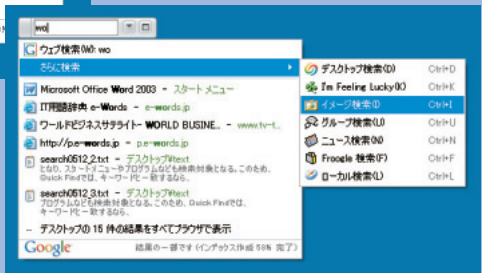 wo
ウェブ検索(W): wo
さらに検索
Microsoft Office Word 2003 - スタート メニュー
IT用語辞典 e-Words - e-words.jp
ワールドビジネスサテライト- WORLD BUSINE... - www.tv-t...
http://p.e-words.jp - p.e-words.jp
search0512_2.txt - デスクトップ¥text
となり、スタートメニューやプログラムなども検索対象となる。このため、
Quick Findでは、キーワードと一致するなら、
search0512_3.txt - デスクトップ¥text
プログラムなども検索対象となる。このため、Quick Findでは、
キーワードと一致するなら、
デスクトップの 15 件の結果をすべてブラウザで表示
Google 結果の一部です (インデックス作成 58% 完了)
デスクトップ検索(D) Ctrl+D
I'm Feeling Lucky(K) Ctrl+K
イメージ検索(I) Ctrl+I
グループ検索(U) Ctrl+U
ニュース検索(N) Ctrl+N
Froogle 検索(F) Ctrl+F
ローカル検索(L) Ctrl+L